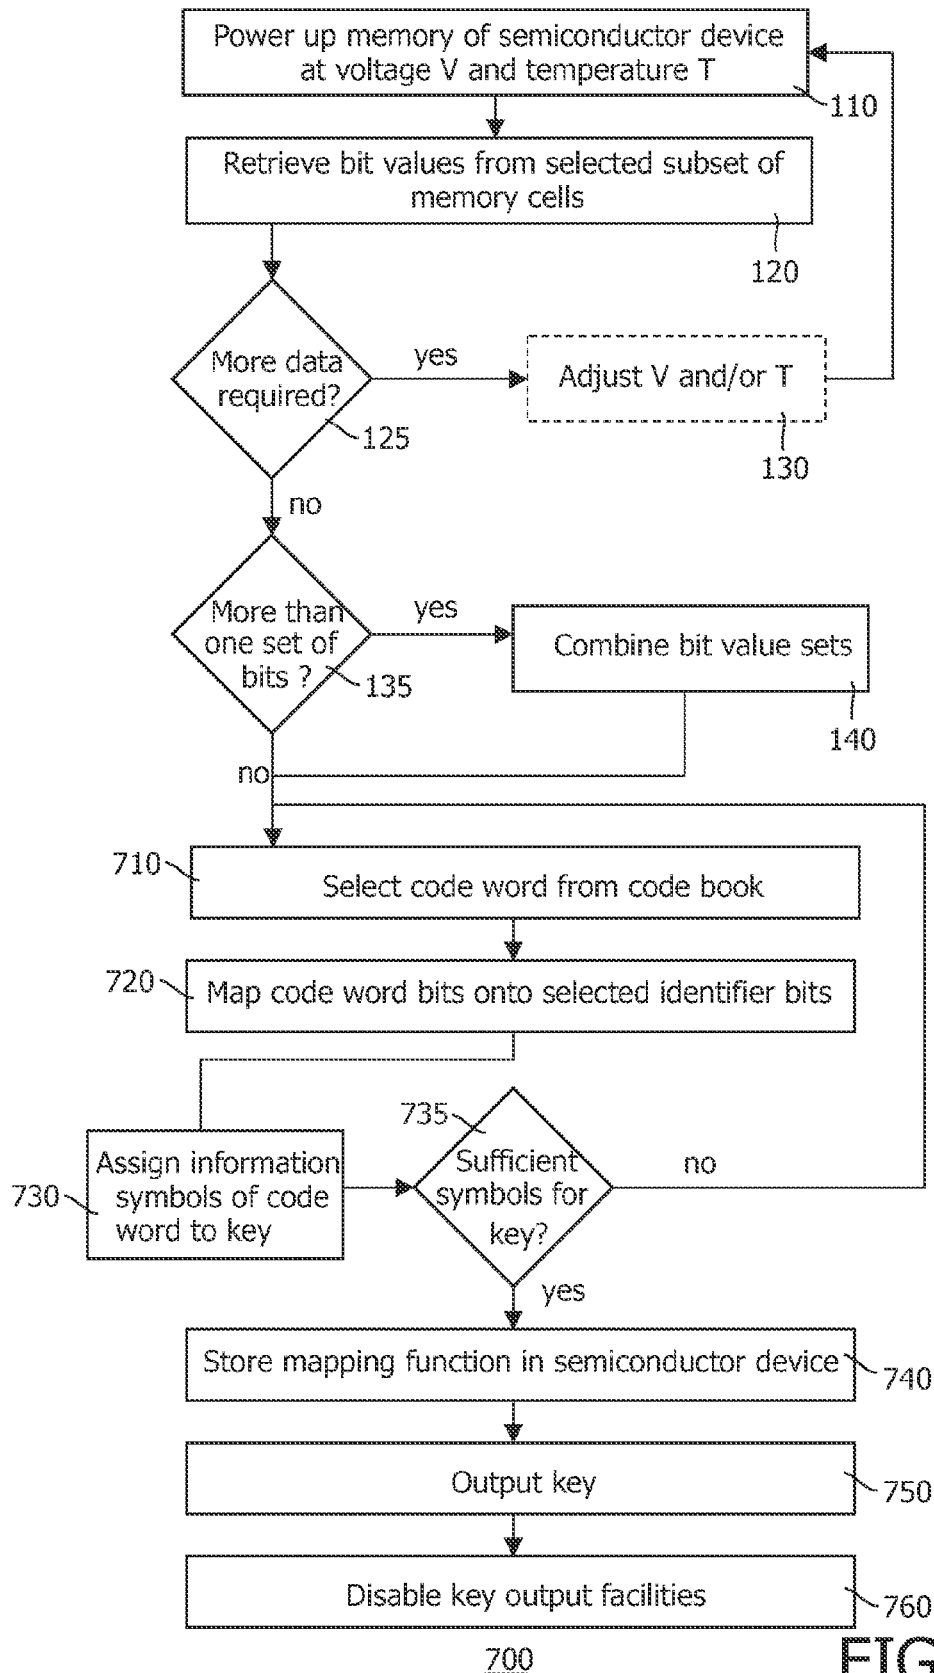 Power up memory of semiconductor device
at voltage V and temperature T
110
Retrieve bit values from selected subset of
memory cells
120
More data
required?
125
yes
Adjust V and/or T
130
no
More than
one set of
bits ?
135
yes
Combine bit value sets
140
no
710
Select code word from code book
720
Map code word bits onto selected identifier bits
730
Assign information
symbols of code
word to key
735
Sufficient
symbols for
key?
no
yes
Store mapping function in semiconductor device
740
Output key
750
Disable key output facilities
760
700
FIG